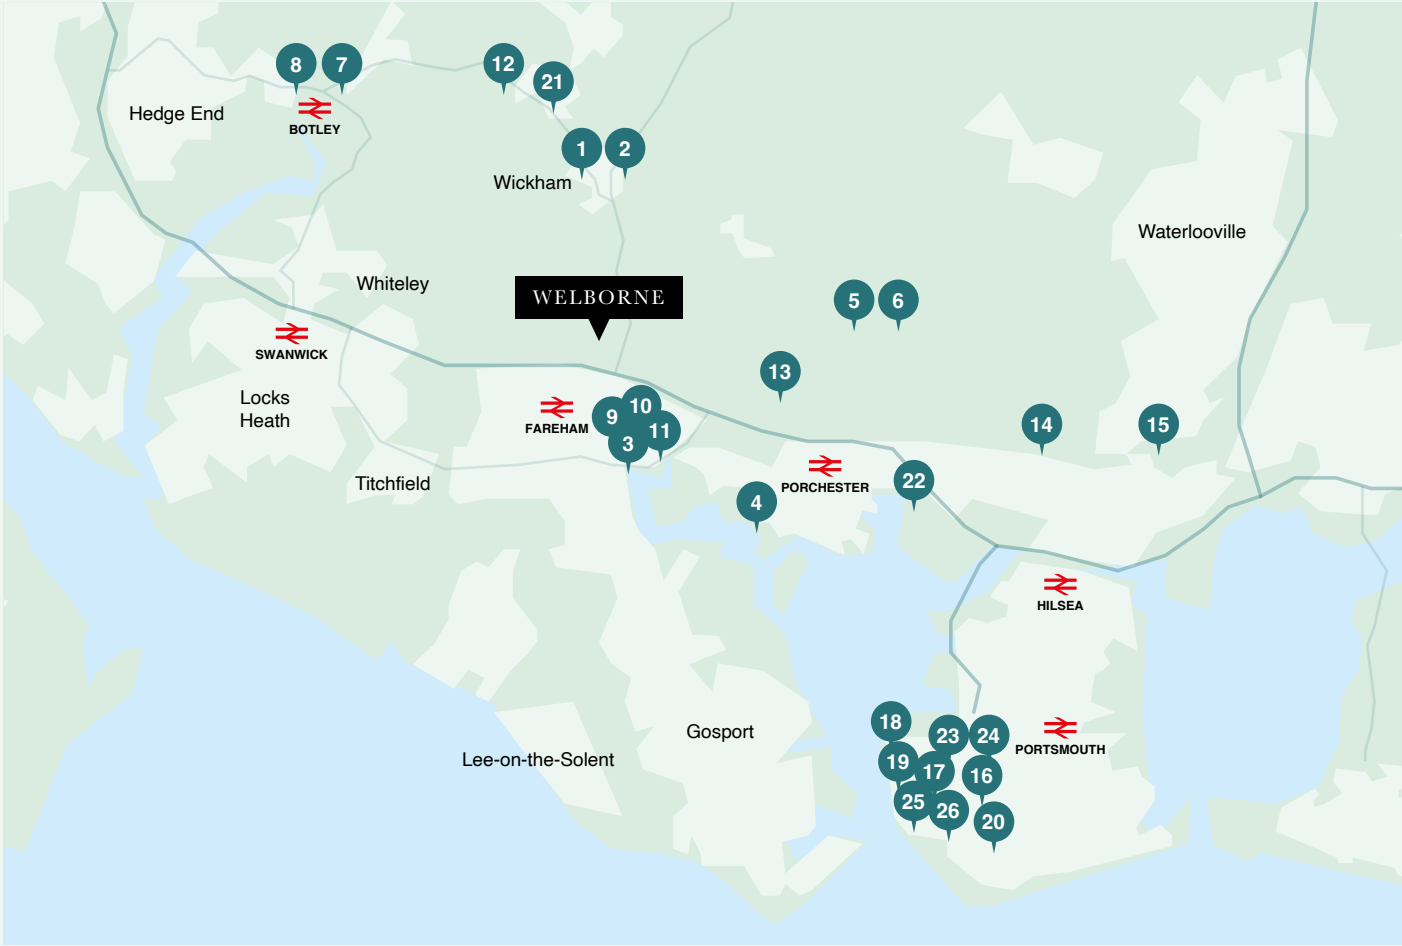 8
7
12
21
Hedge End
BOTLEY
1
2
Wickham
Waterlooville
Whiteley
WELBORNE
5
6
SWANWICK
13
Locks
Heath
FAREHAM
9
10
3
11
14
15
Titchfield
PORCHESTER
4
22
HILSEA
18
23
24
Gosport
PORTSMOUTH
Lee-on-the-Solent
19
17
16
25
26
20